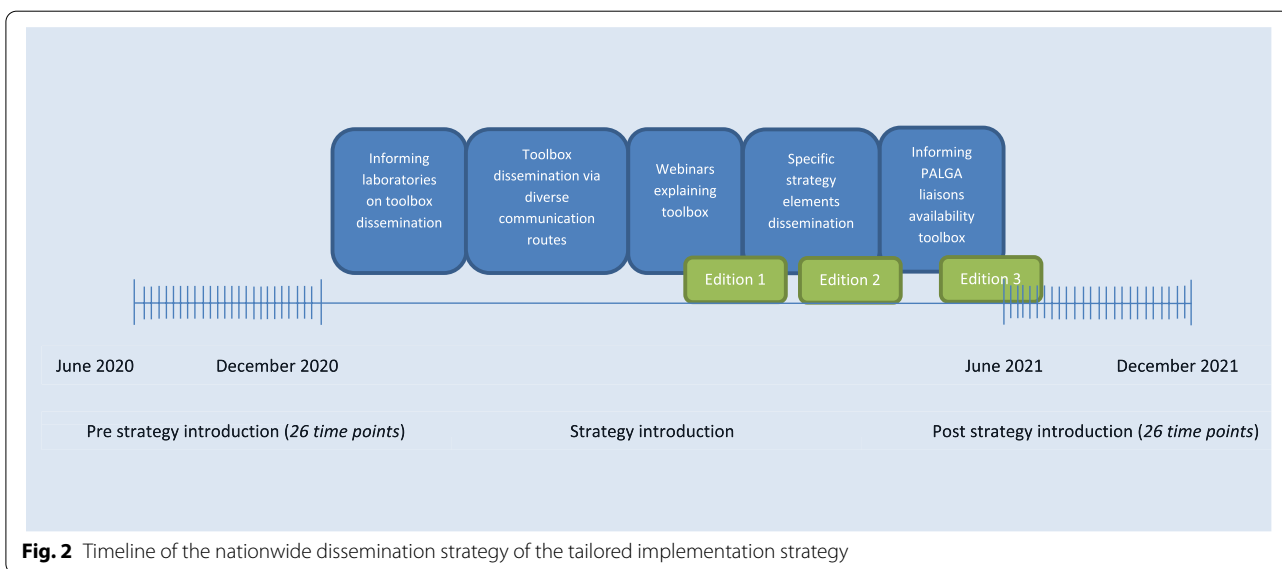 Informing
laboratories
on toolbox
dissemination
Toolbox
dissemination via
diverse
communication
routes
Webinars
explaining
toolbox
Specific
strategy
elements
dissemination
Informing
PALGA
liaisons
availability
toolbox
Edition 1
Edition 2
Edition 3
June 2020
December 2020
June 2021
December 2021
Pre strategy introduction (26 time points)
Strategy introduction
Post strategy introduction (26 time points)
Fig. 2 Timeline of the nationwide dissemination strategy of the tailored implementation strategy